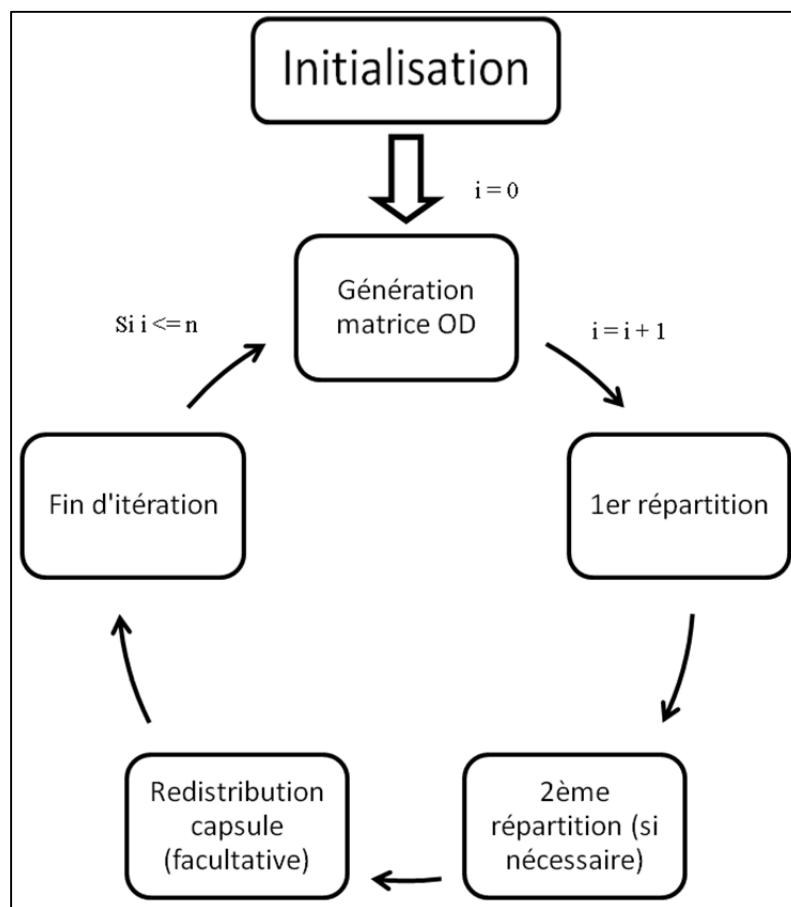 Initialisation
i = 0
Génération
matrice OD
Si i <= n
i = i + 1
Fin d'itération
1er répartition
Redistribution
capsule
(facultative)
2ème
répartition (si
nécessaire)